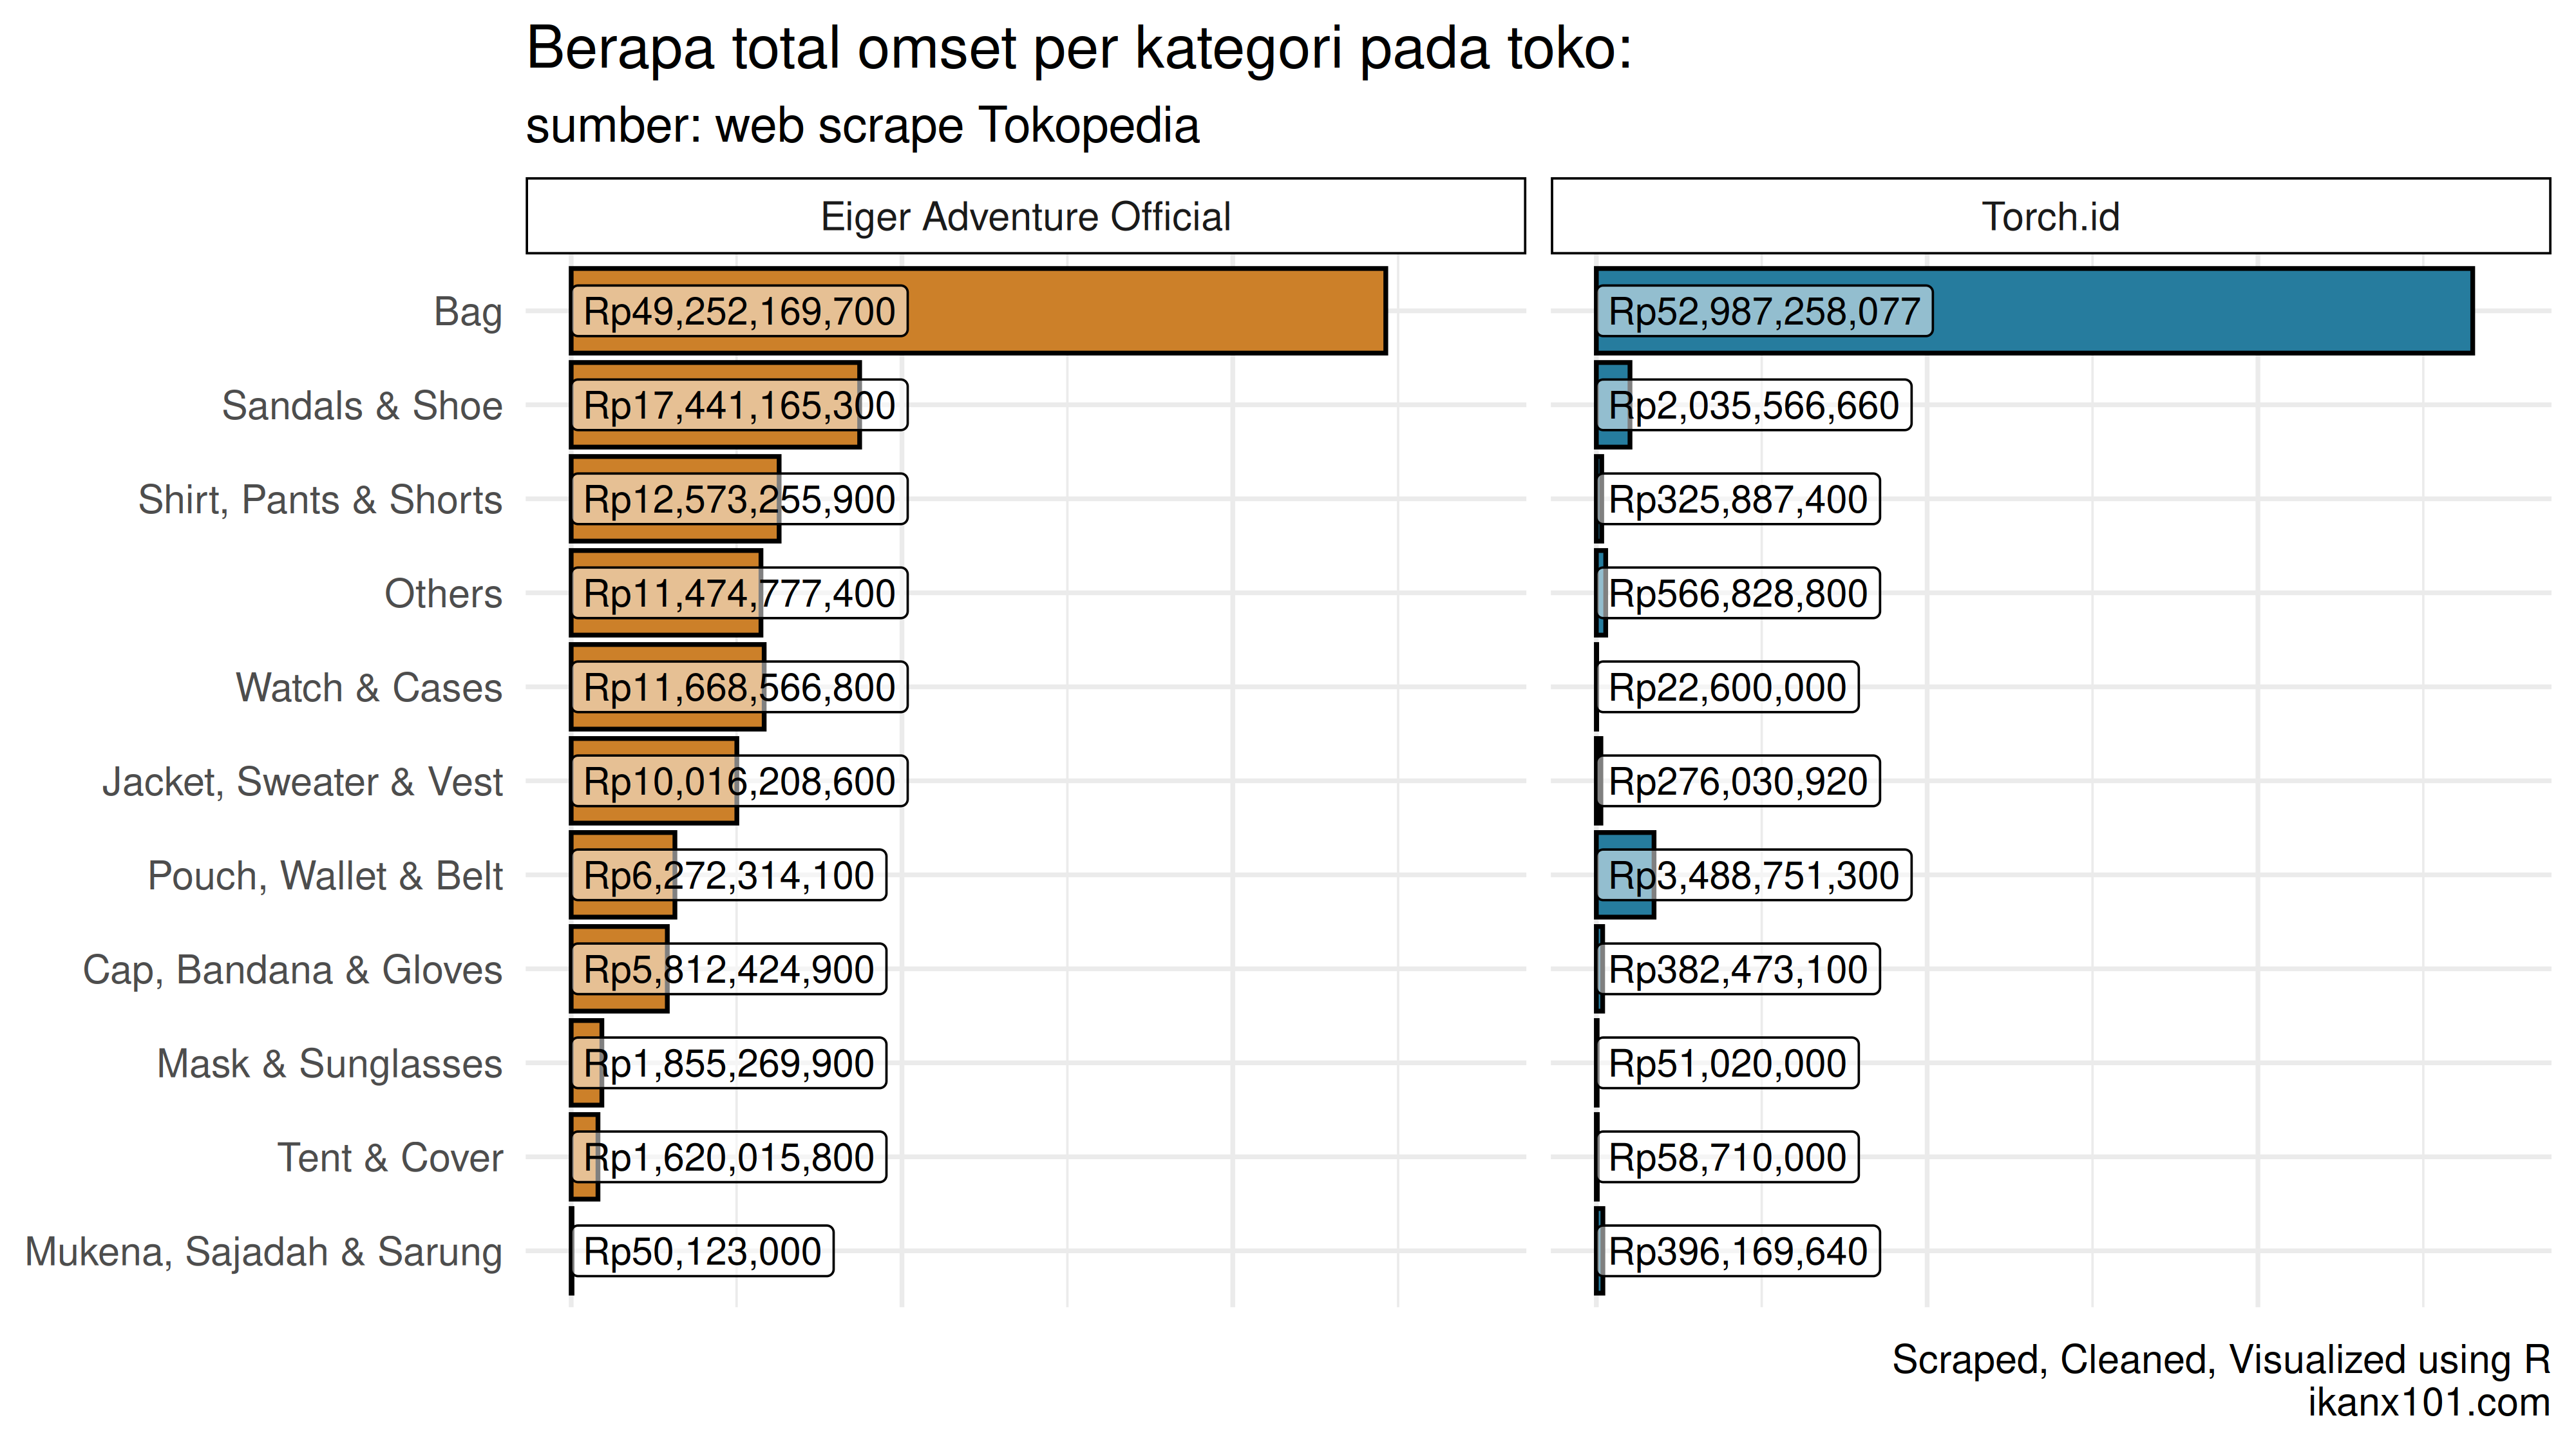 Berapa total omset per kategori pada toko:
sumber: web scrape Tokopedia
Eiger Adventure Official
Torch.id
Bag
Rp49,252,169,700
Rp52,987,258,077
Sandals & Shoe
Rp17,441,165,300
Rp2,035,566,660
Shirt, Pants & Shorts
Rp12,573,255,900
Rp325,887,400
Others
Rp11,474,777,400
Rp566,828,800
Watch & Cases
Rp11,668,566,800
Rp22,600,000
Jacket, Sweater & Vest
Rp10,016,208,600
Rp276,030,920
Pouch, Wallet & Belt
Rp6,272,314,100
Rp3,488,751,300
Cap, Bandana & Gloves
Rp5,812,424,900
Rp382,473,100
Mask & Sunglasses
Rp1,855,269,900
Rp51,020,000
Tent & Cover
Rp1,620,015,800
Rp58,710,000
Mukena, Sajadah & Sarung
Rp50,123,000
Rp396,169,640
Scraped, Cleaned, Visualized using R
ikanx101.com